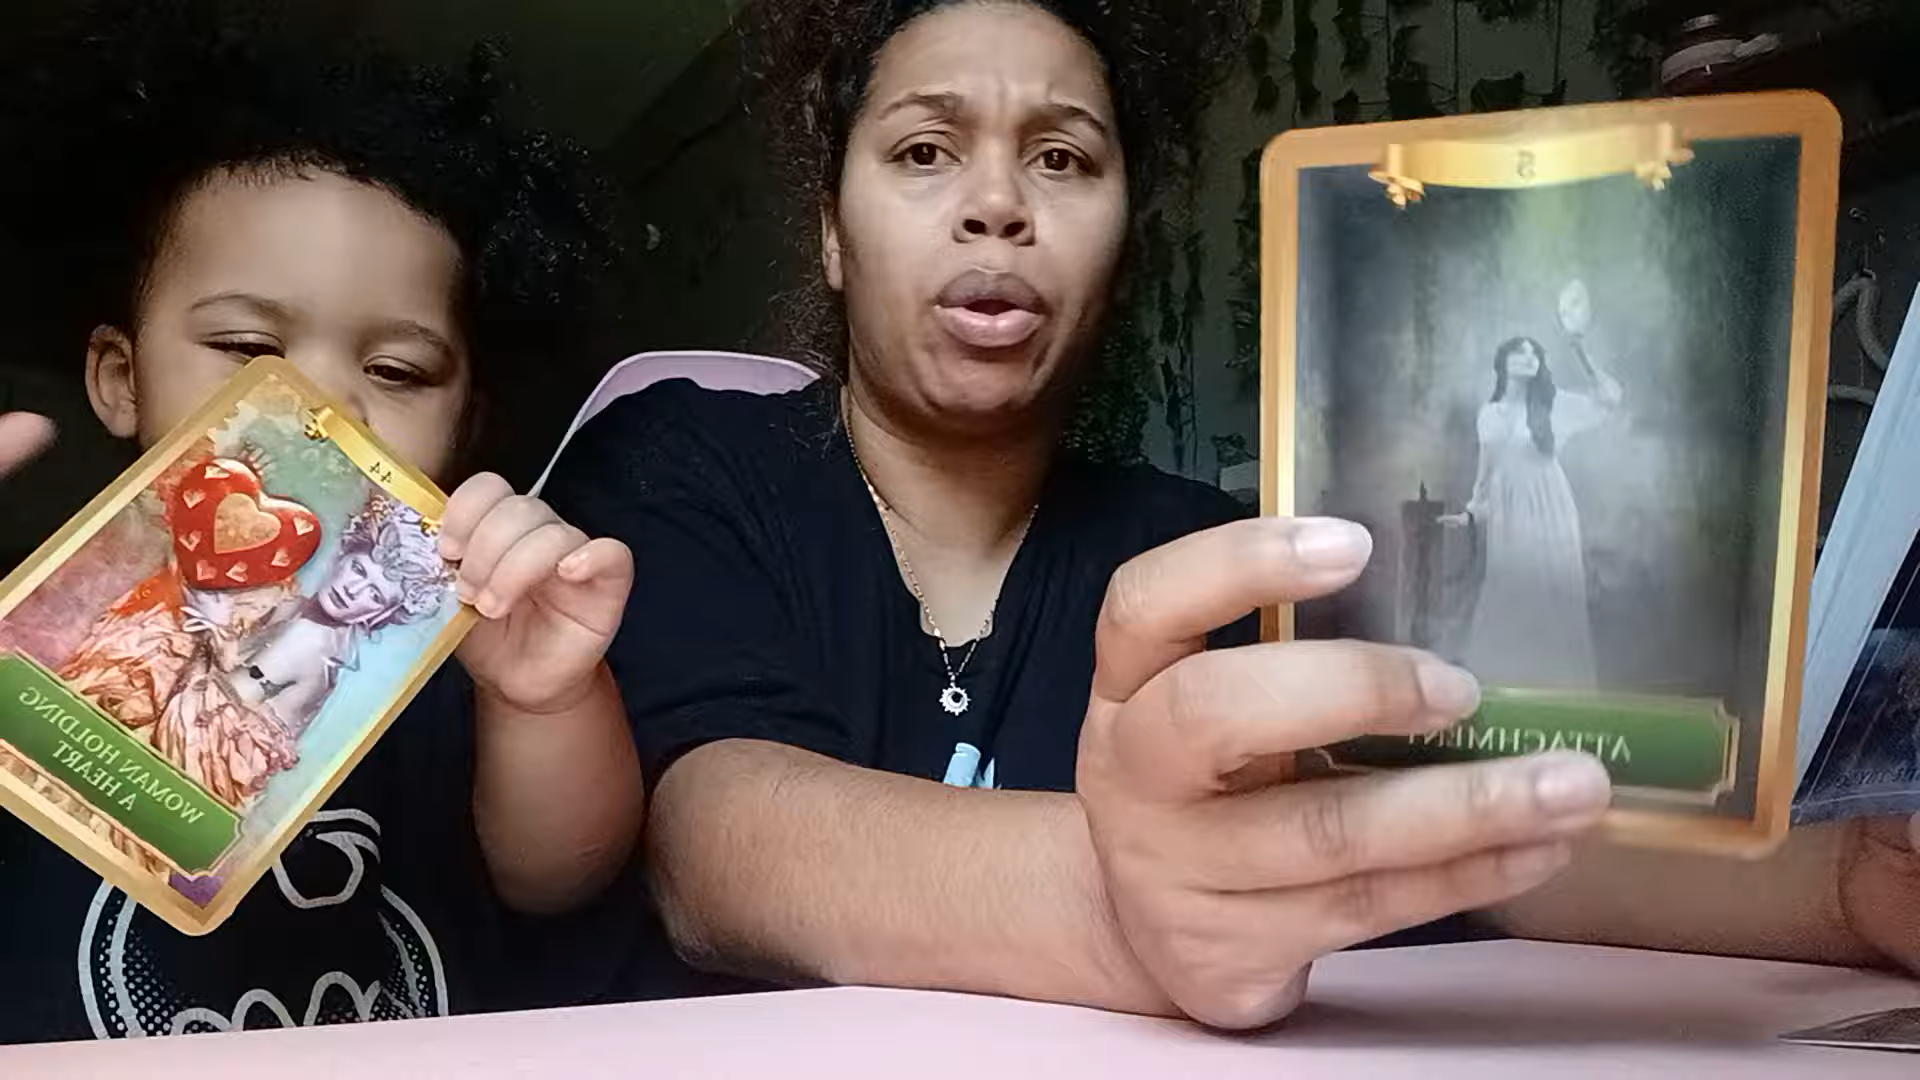 44
WOMAN HOLDING
A HEART
5
ATTACHMENT